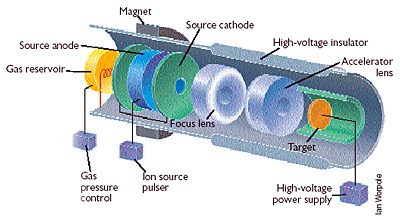 Magnet
Source cathode
Source anode
High-voltage insulator
Gas reservoir
Accelerator
lens
Focus lens
Target
Gas
pressure
control
Ion source
pulser
High-voltage
power supply
Ian Worpole